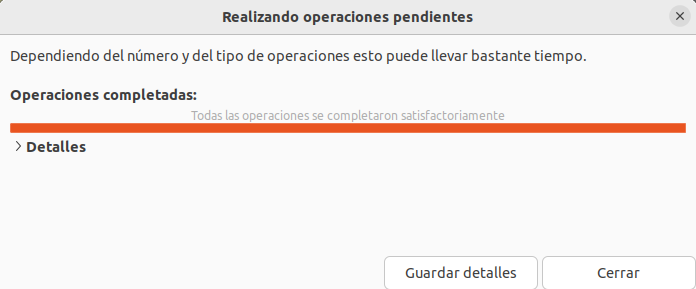 Realizando operaciones pendientes
Dependiendo del número y del tipo de operaciones esto puede llevar bastante tiempo.
Operaciones completadas:
Todas las operaciones se completaron satisfactoriamente
Detalles
Guardar detalles
Cerrar